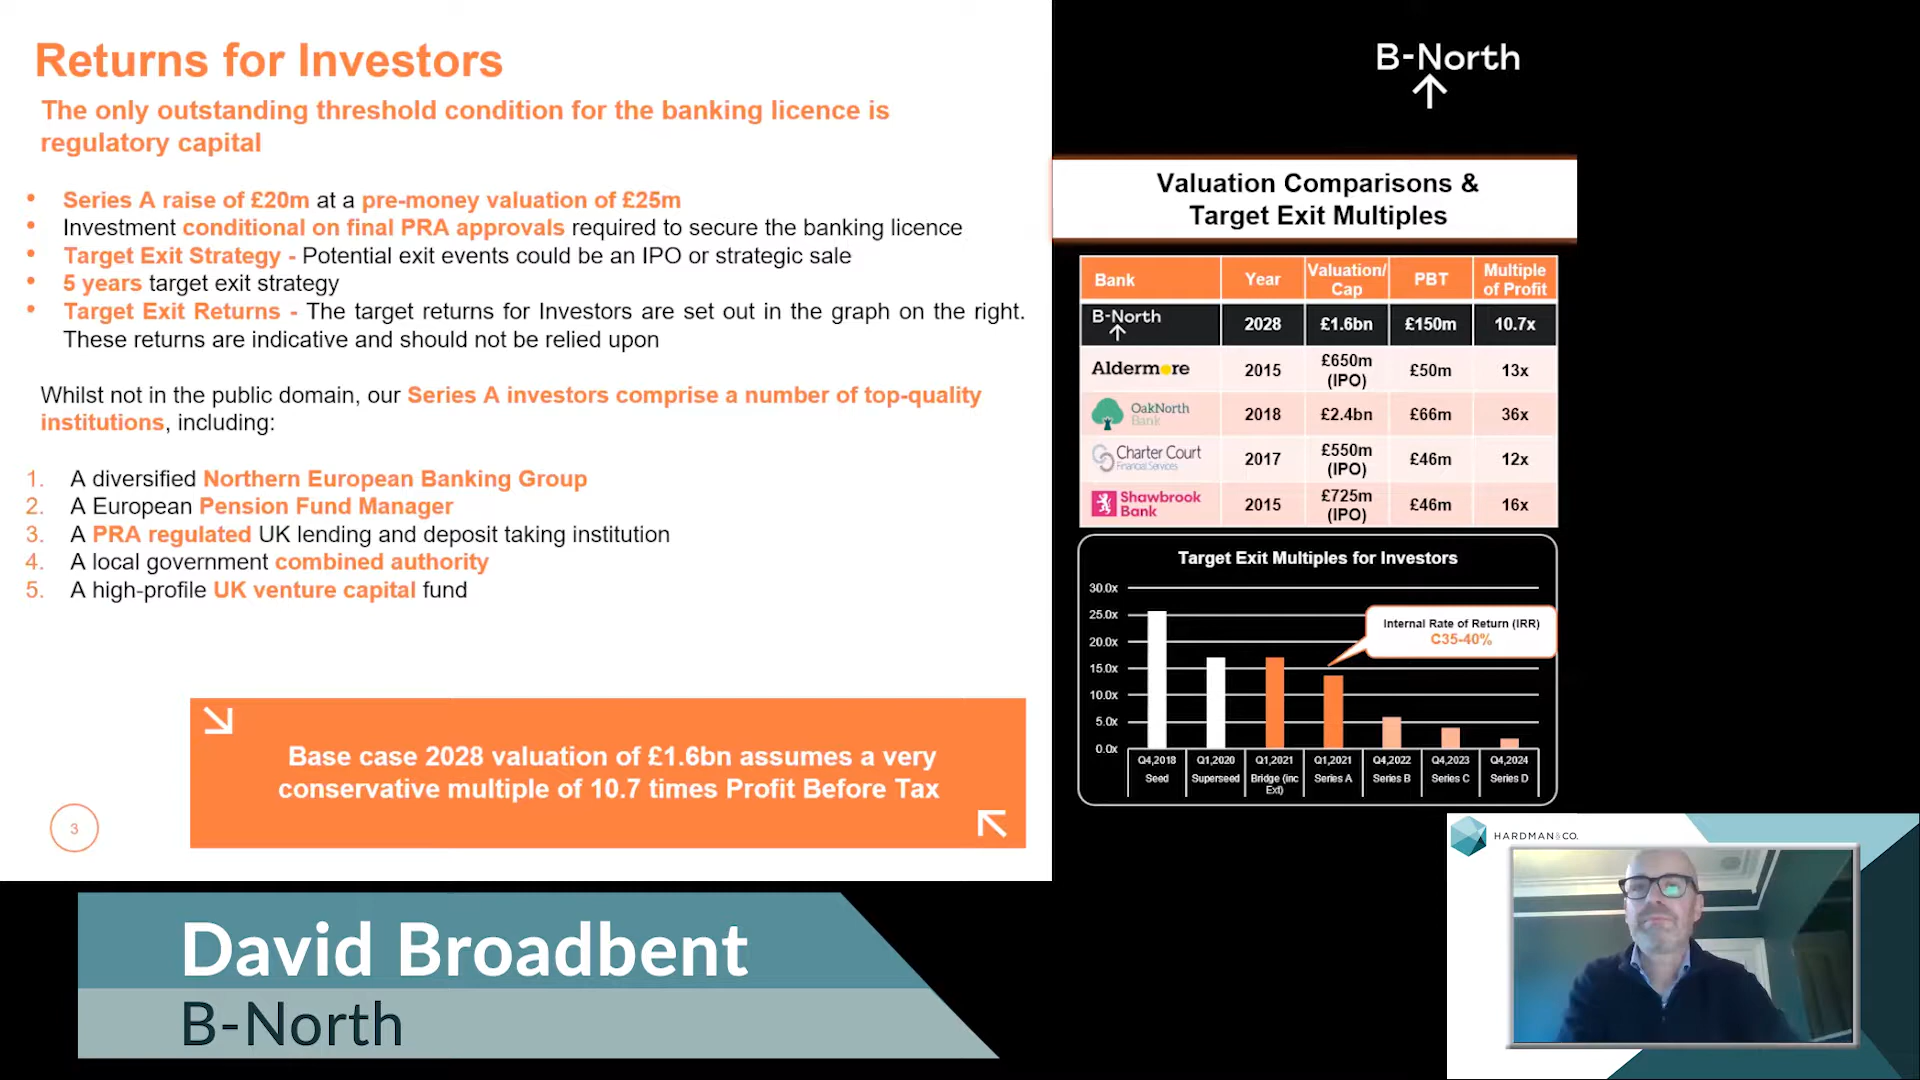 Returns for Investors
The only outstanding threshold condition for the banking licence is
regulatory capital
• Series A raise of £20m at a pre-money valuation of £25m
• Investment conditional on final PRA approvals required to secure the banking licence
• Target Exit Strategy - Potential exit events could be an IPO or strategic sale
• 5 years target exit strategy
• Target Exit Returns - The target returns for Investors are set out in the graph on the right.
These returns are indicative and should not be relied upon
Whilst not in the public domain, our Series A investors comprise a number of top-quality
institutions, including:
1. A diversified Northern European Banking Group
2. A European Pension Fund Manager
3. A PRA regulated UK lending and deposit taking institution
4. A local government combined authority
5. A high-profile UK venture capital fund
Base case 2028 valuation of £1.6bn assumes a very
conservative multiple of 10.7 times Profit Before Tax
3
B-North
Valuation Comparisons &
Target Exit Multiples
Bank Year Valuation/ Cap PBT Multiple of Profit
B-North 2028 £1.6bn £150m 10.7x
Aldermore 2015 £650m (IPO) £50m 13x
OakNorth Bank 2018 £2.4bn £66m 36x
Charter Court Financial Services 2017 £550m (IPO) £46m 12x
Shawbrook Bank 2015 £725m (IPO) £46m 16x
Target Exit Multiples for Investors
30.0x
25.0x
20.0x
15.0x
10.0x
5.0x
0.0x
Internal Rate of Return (IRR)
C35-40%
Q4,2018 Q1,2020 Q1,2021 Q1,2021 Q4,2022 Q4,2023 Q4,2024
Seed Superseed Bridge (inc Ext) Series A Series B Series C Series D
HARDMAN&CO.
David Broadbent
B-North